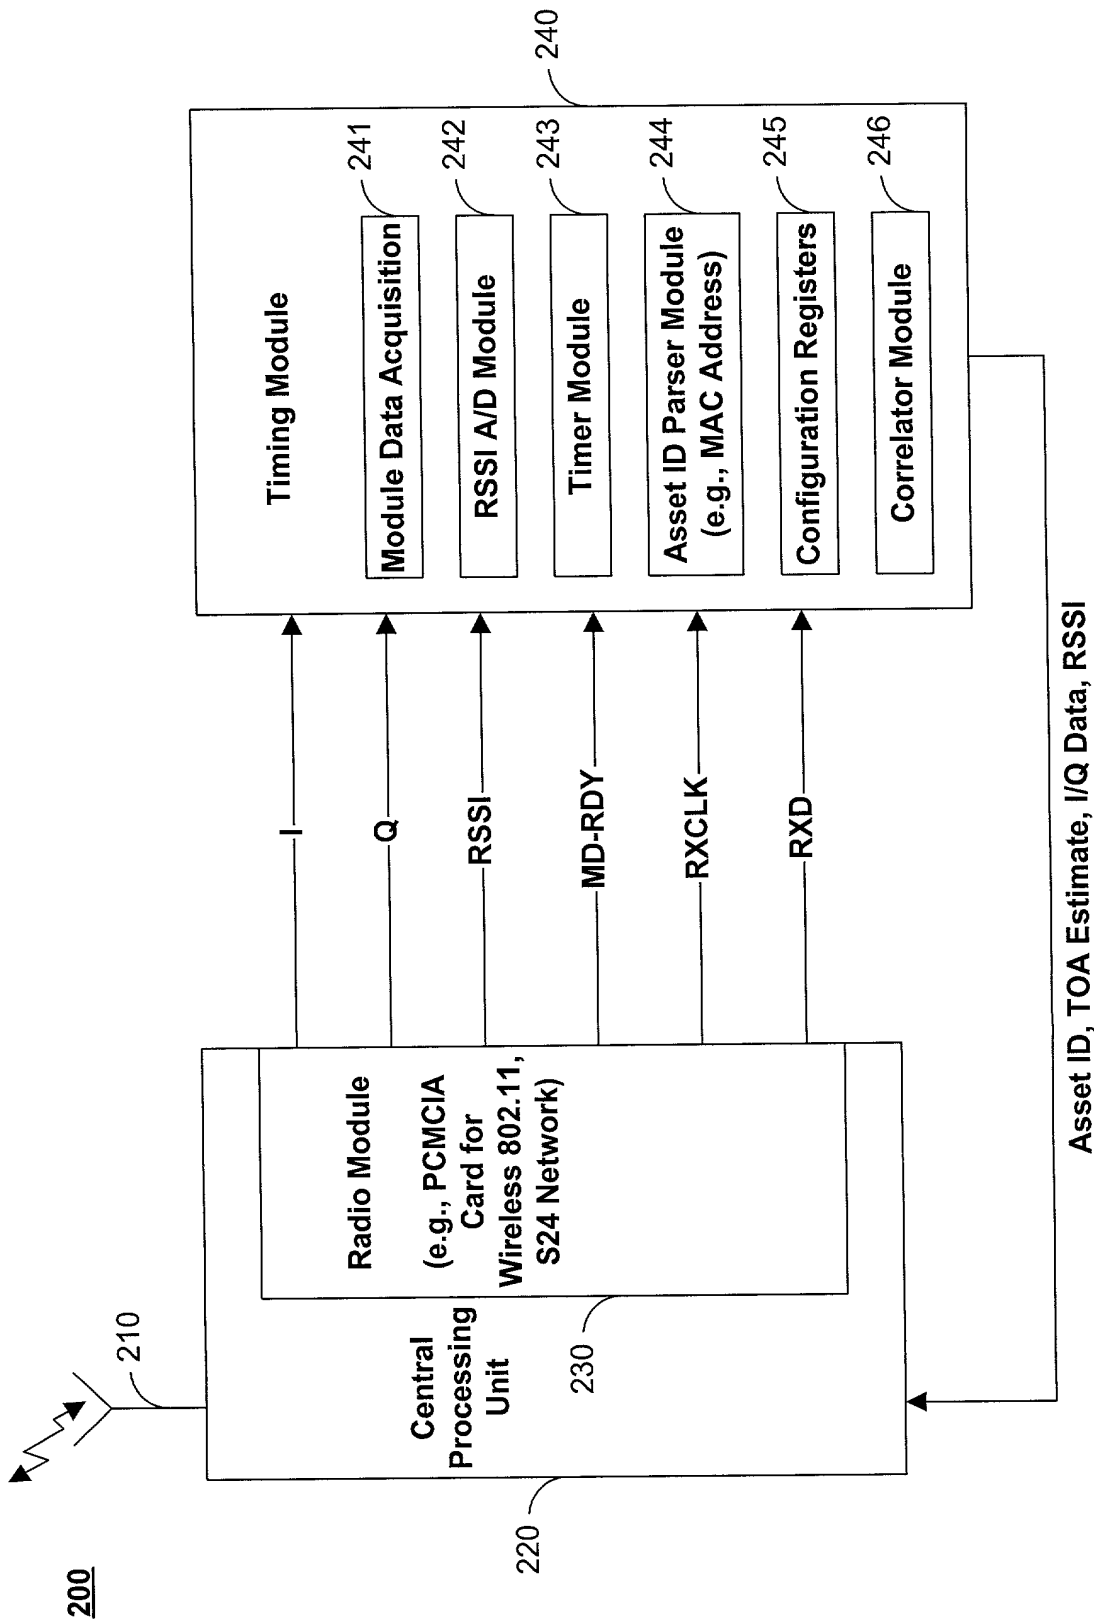 200
210
220
Central
Processing
Unit
230
Radio Module
(e.g., PCMCIA
Card for
Wireless 802.11,
S24 Network)
I
Q
RSSI
MD-RDY
RXCLK
RXD
240
Timing Module
Module Data Acquisition
241
RSSI A/D Module
242
Timer Module
243
Asset ID Parser Module
(e.g., MAC Address)
244
Configuration Registers
245
Correlator Module
246
Asset ID, TOA Estimate, I/Q Data, RSSI